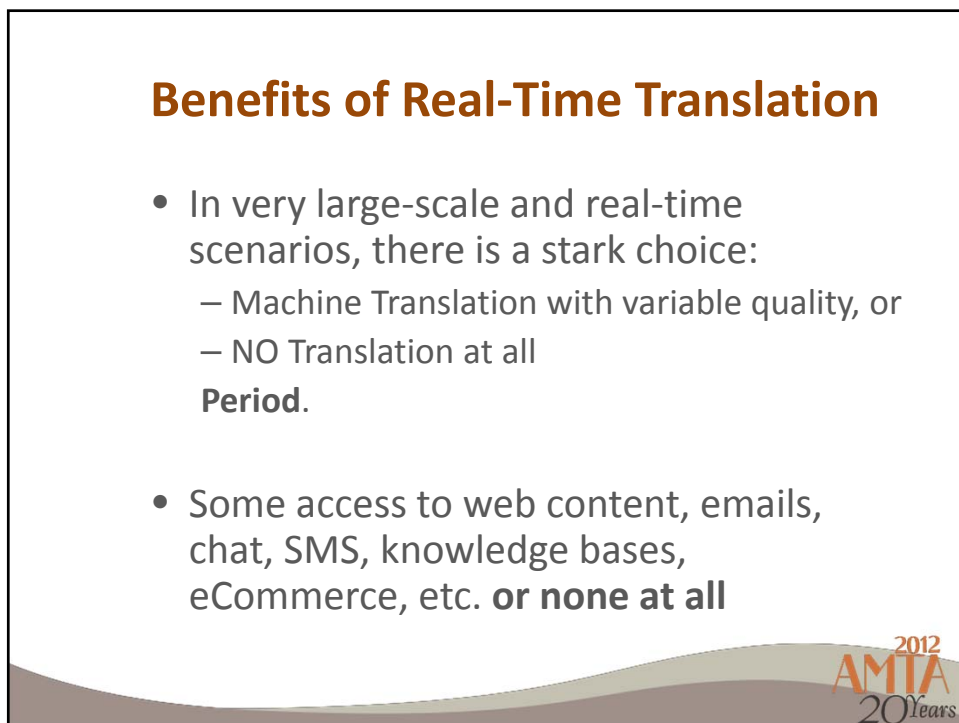 Benefits of Real-Time Translation
• In very large-scale and real-time
scenarios, there is a stark choice:
– Machine Translation with variable quality, or
– NO Translation at all
Period.
• Some access to web content, emails,
chat, SMS, knowledge bases,
eCommerce, etc. or none at all
2012
AMTA
20Years